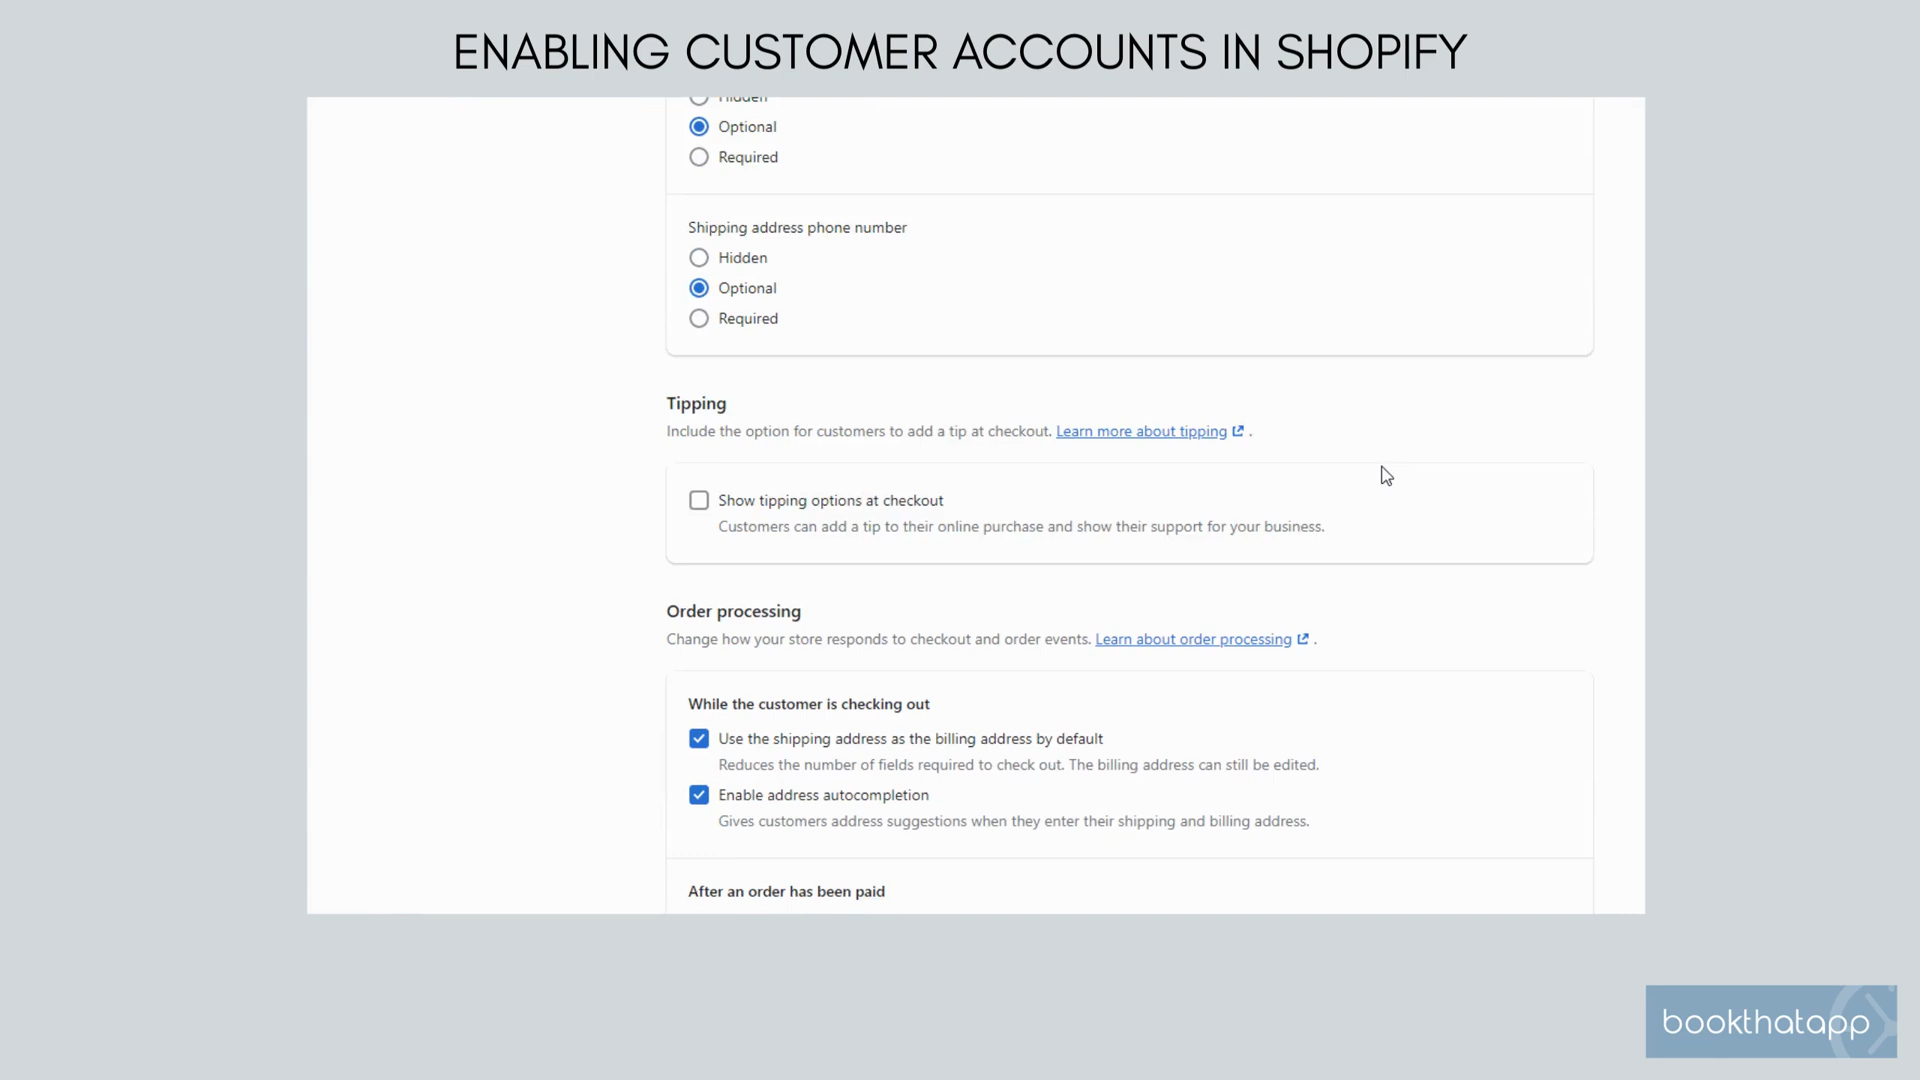 ENABLING CUSTOMER ACCOUNTS IN SHOPIFY
Hidden
Optional
Required
Shipping address phone number
Hidden
Optional
Required
Tipping
Include the option for customers to add a tip at checkout. Learn more about tipping .
Show tipping options at checkout
Customers can add a tip to their online purchase and show their support for your business.
Order processing
Change how your store responds to checkout and order events. Learn about order processing .
While the customer is checking out
Use the shipping address as the billing address by default
Reduces the number of fields required to check out. The billing address can still be edited.
Enable address autocompletion
Gives customers address suggestions when they enter their shipping and billing address.
After an order has been paid
bookthatapp